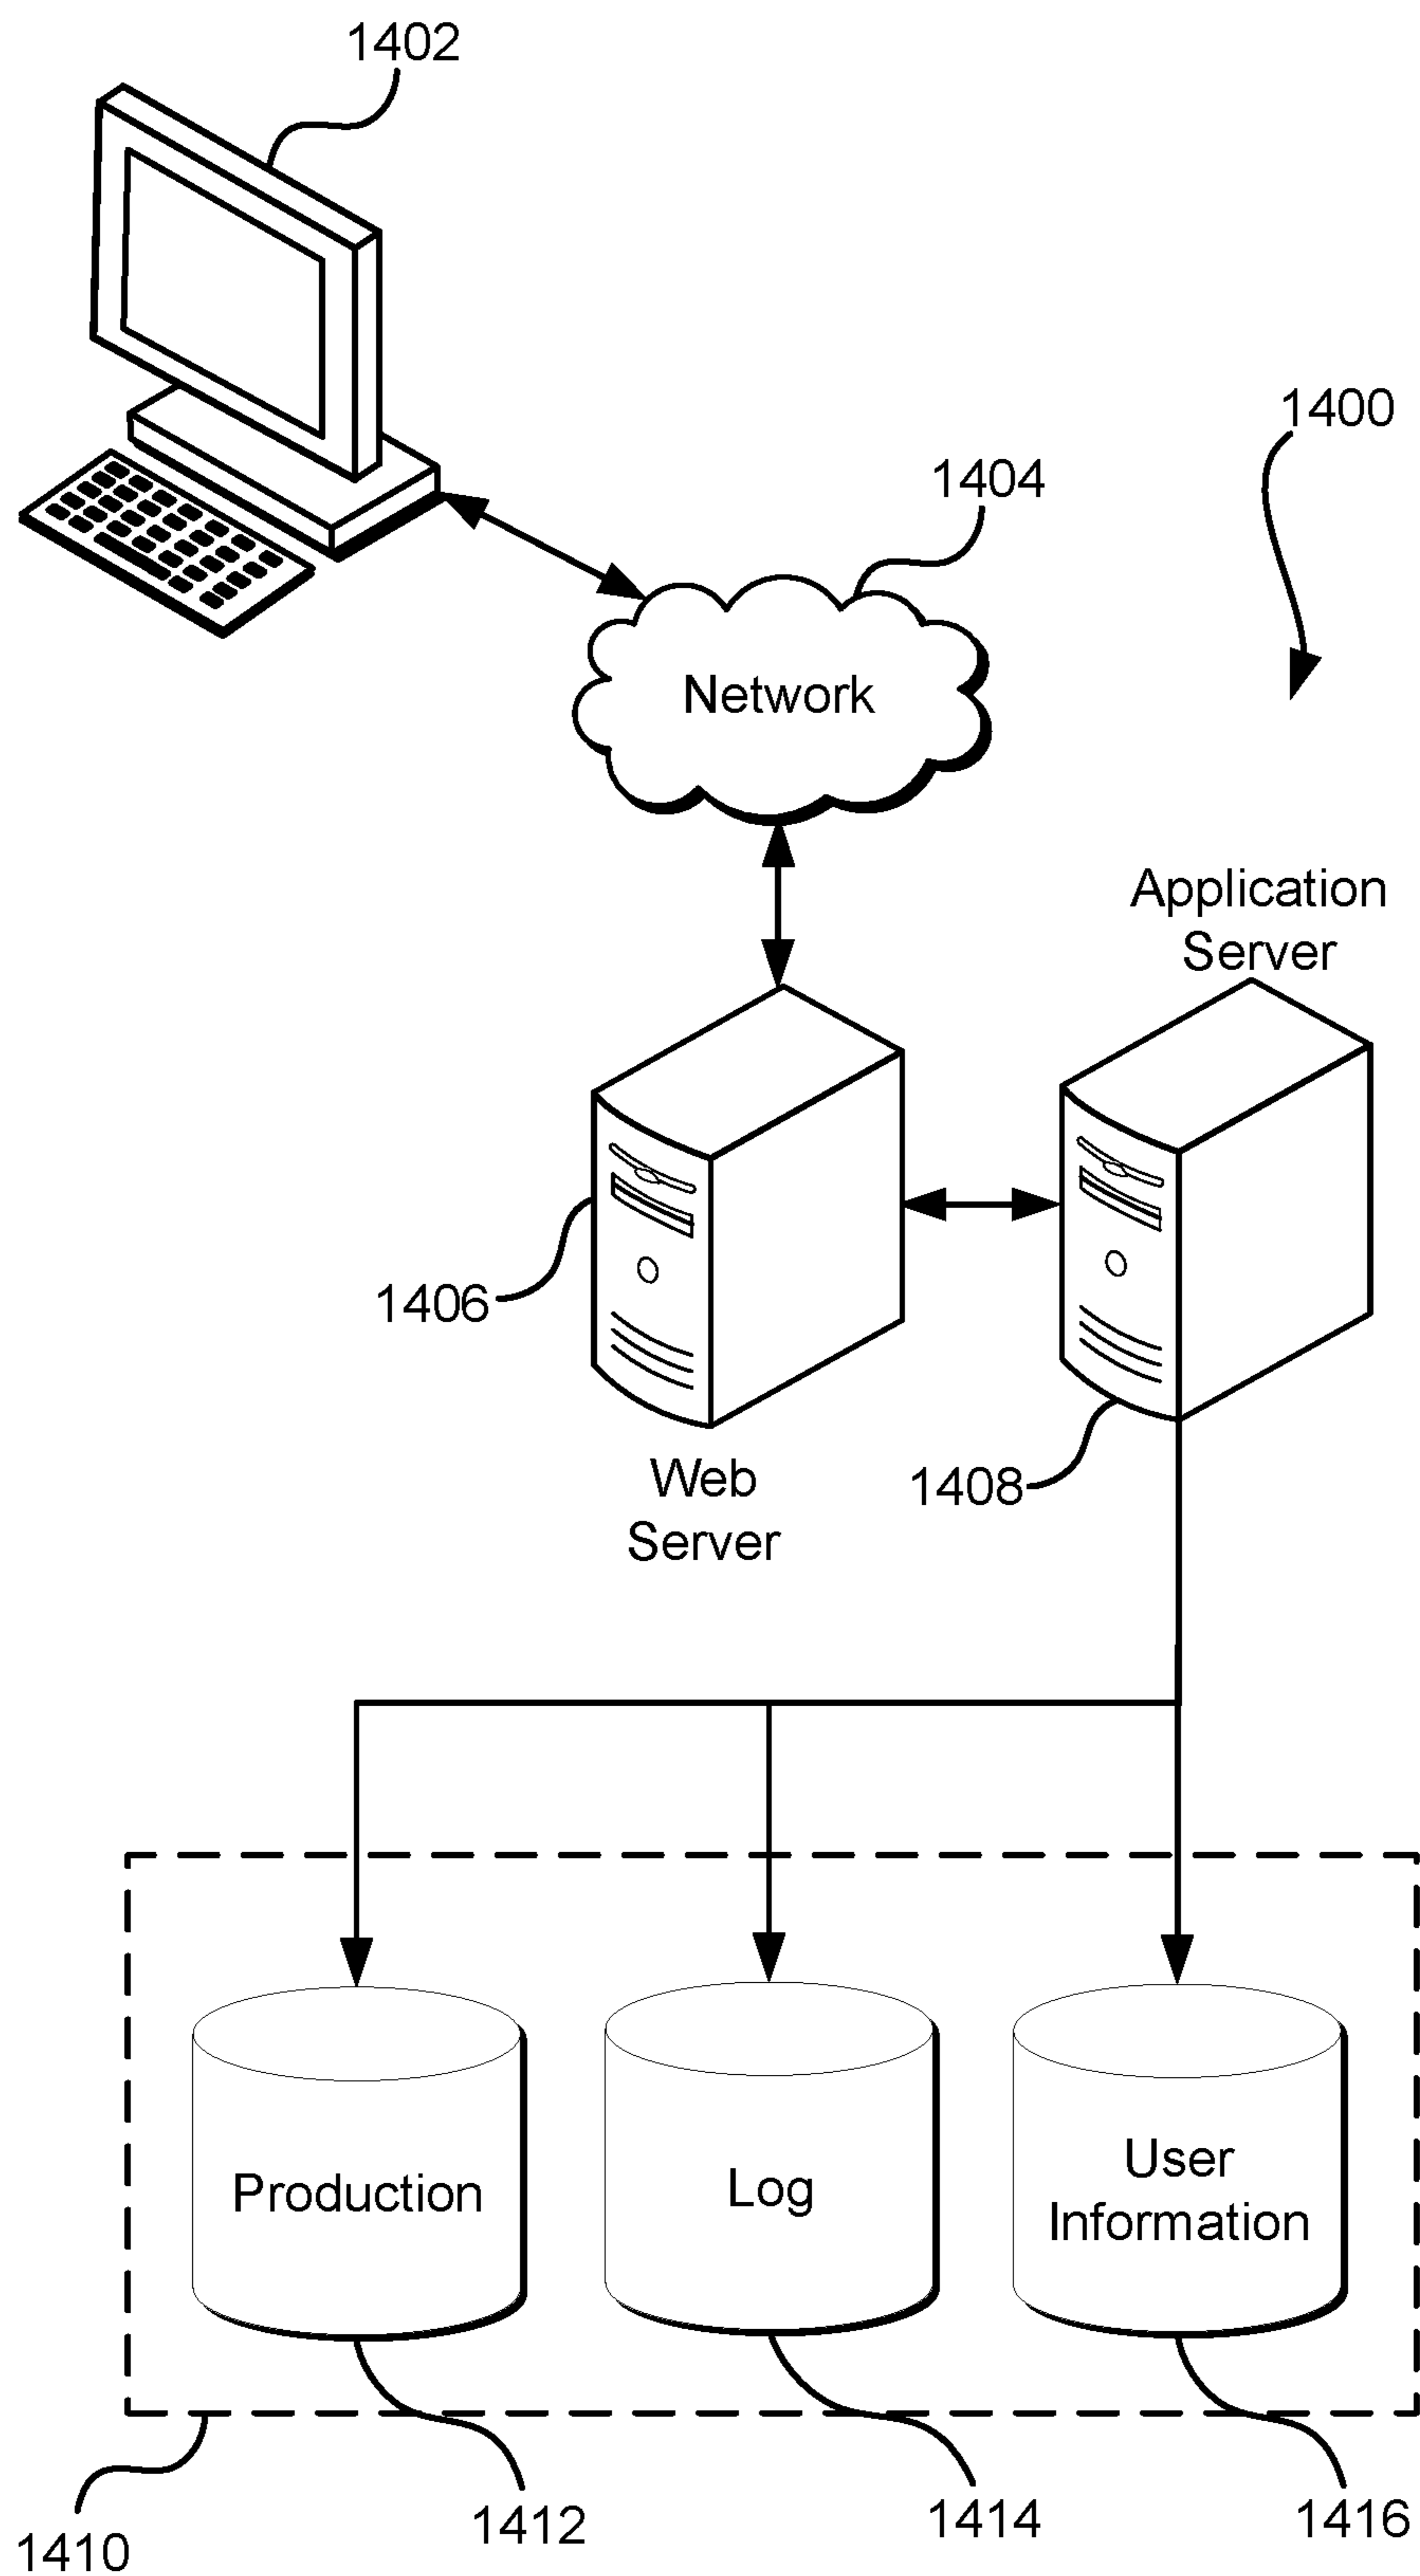 1402
1400
1404
Network
Application
Server
1406
Web
Server
1408
Production
Log
User
Information
1410
1412
1414
1416